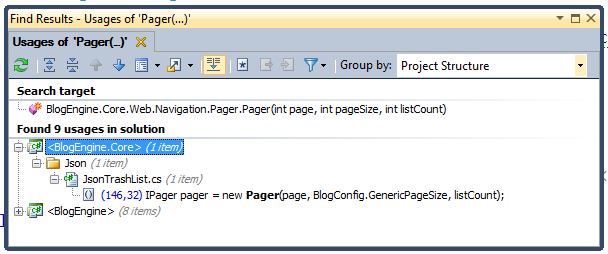 Find Results - Usages of 'Pager(...)'
Usages of 'Pager(...)'
Group by: Project Structure
Search target
BlogEngine.Core.Web.Navigation.Pager.Pager(int page, int pageSize, int listCount)
Found 9 usages in solution
<BlogEngine.Core> (1 item)
Json (1 item)
JsonTrashList.cs (1 item)
(146,32) IPager pager = new Pager(page, BlogConfig.GenericPageSize, listCount);
<BlogEngine> (8 items)